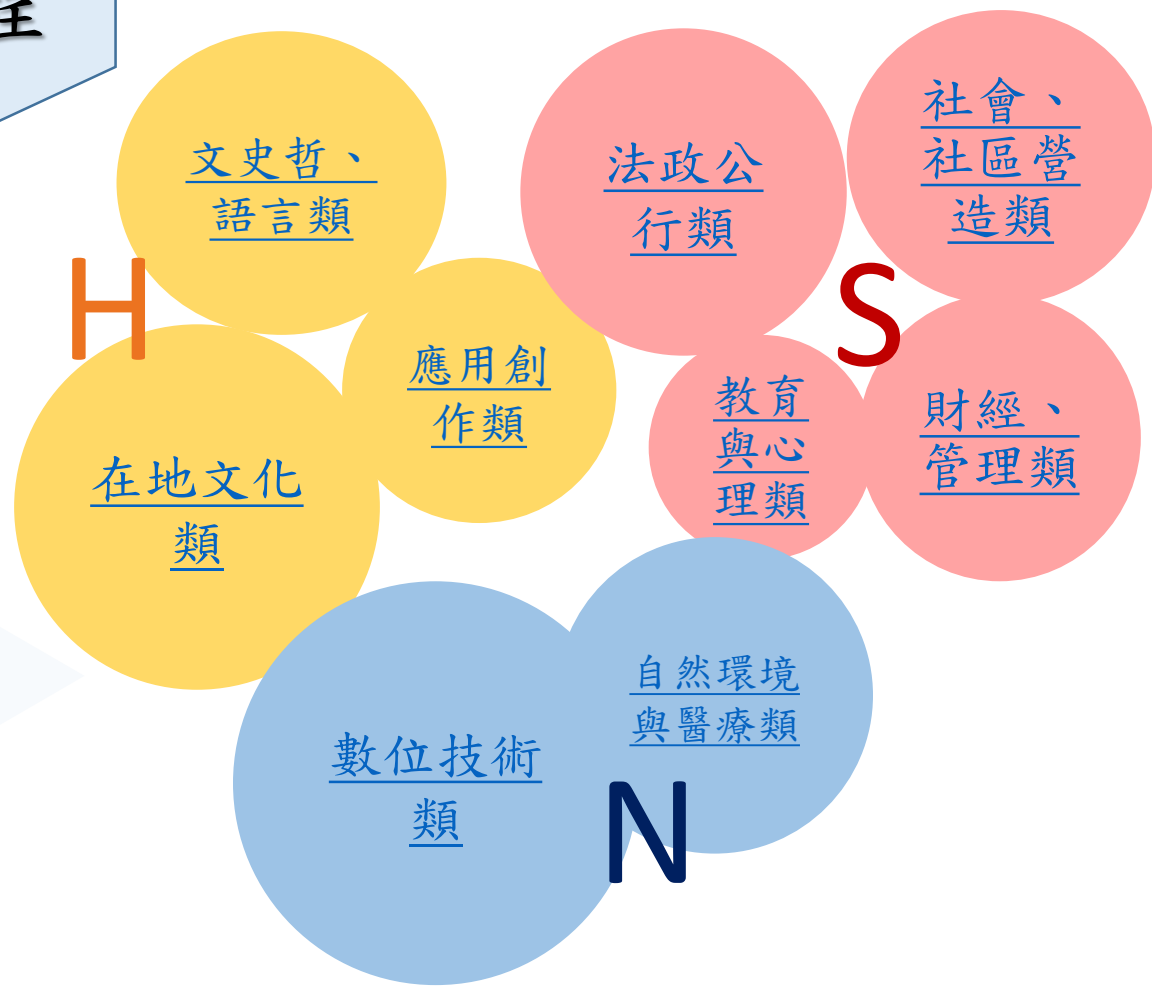 文史哲、
語言類
H
應用創
作類
在地文化
類
法政公
行類
社會、
社區營
造類
S
教育
與心
理類
財經、
管理類
自然環境
與醫療類
數位技術
類
N